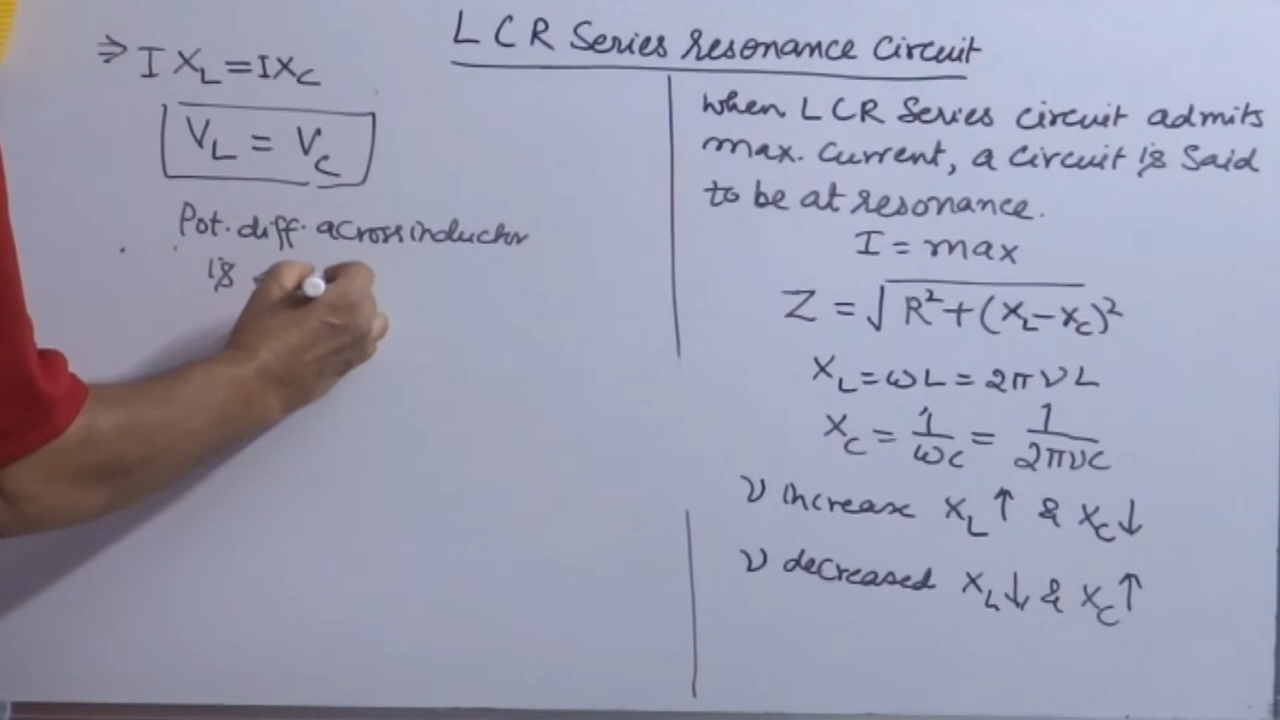 LCR Series resonance Circuit
⇒ I X_L = I X_C
V_L = V_C
Pot. diff. across inductor
is
when LCR Series circuit admits
max. Current, a Circuit is Said
to be at resonance.
I = max
Z = √R²+(X_L-X_C)²
X_L = ωL = 2πνL
X_C = 1/ωC = 1/2πνC
ν increase X_L ↑ & X_C ↓
ν decreased X_L ↓ & X_C ↑